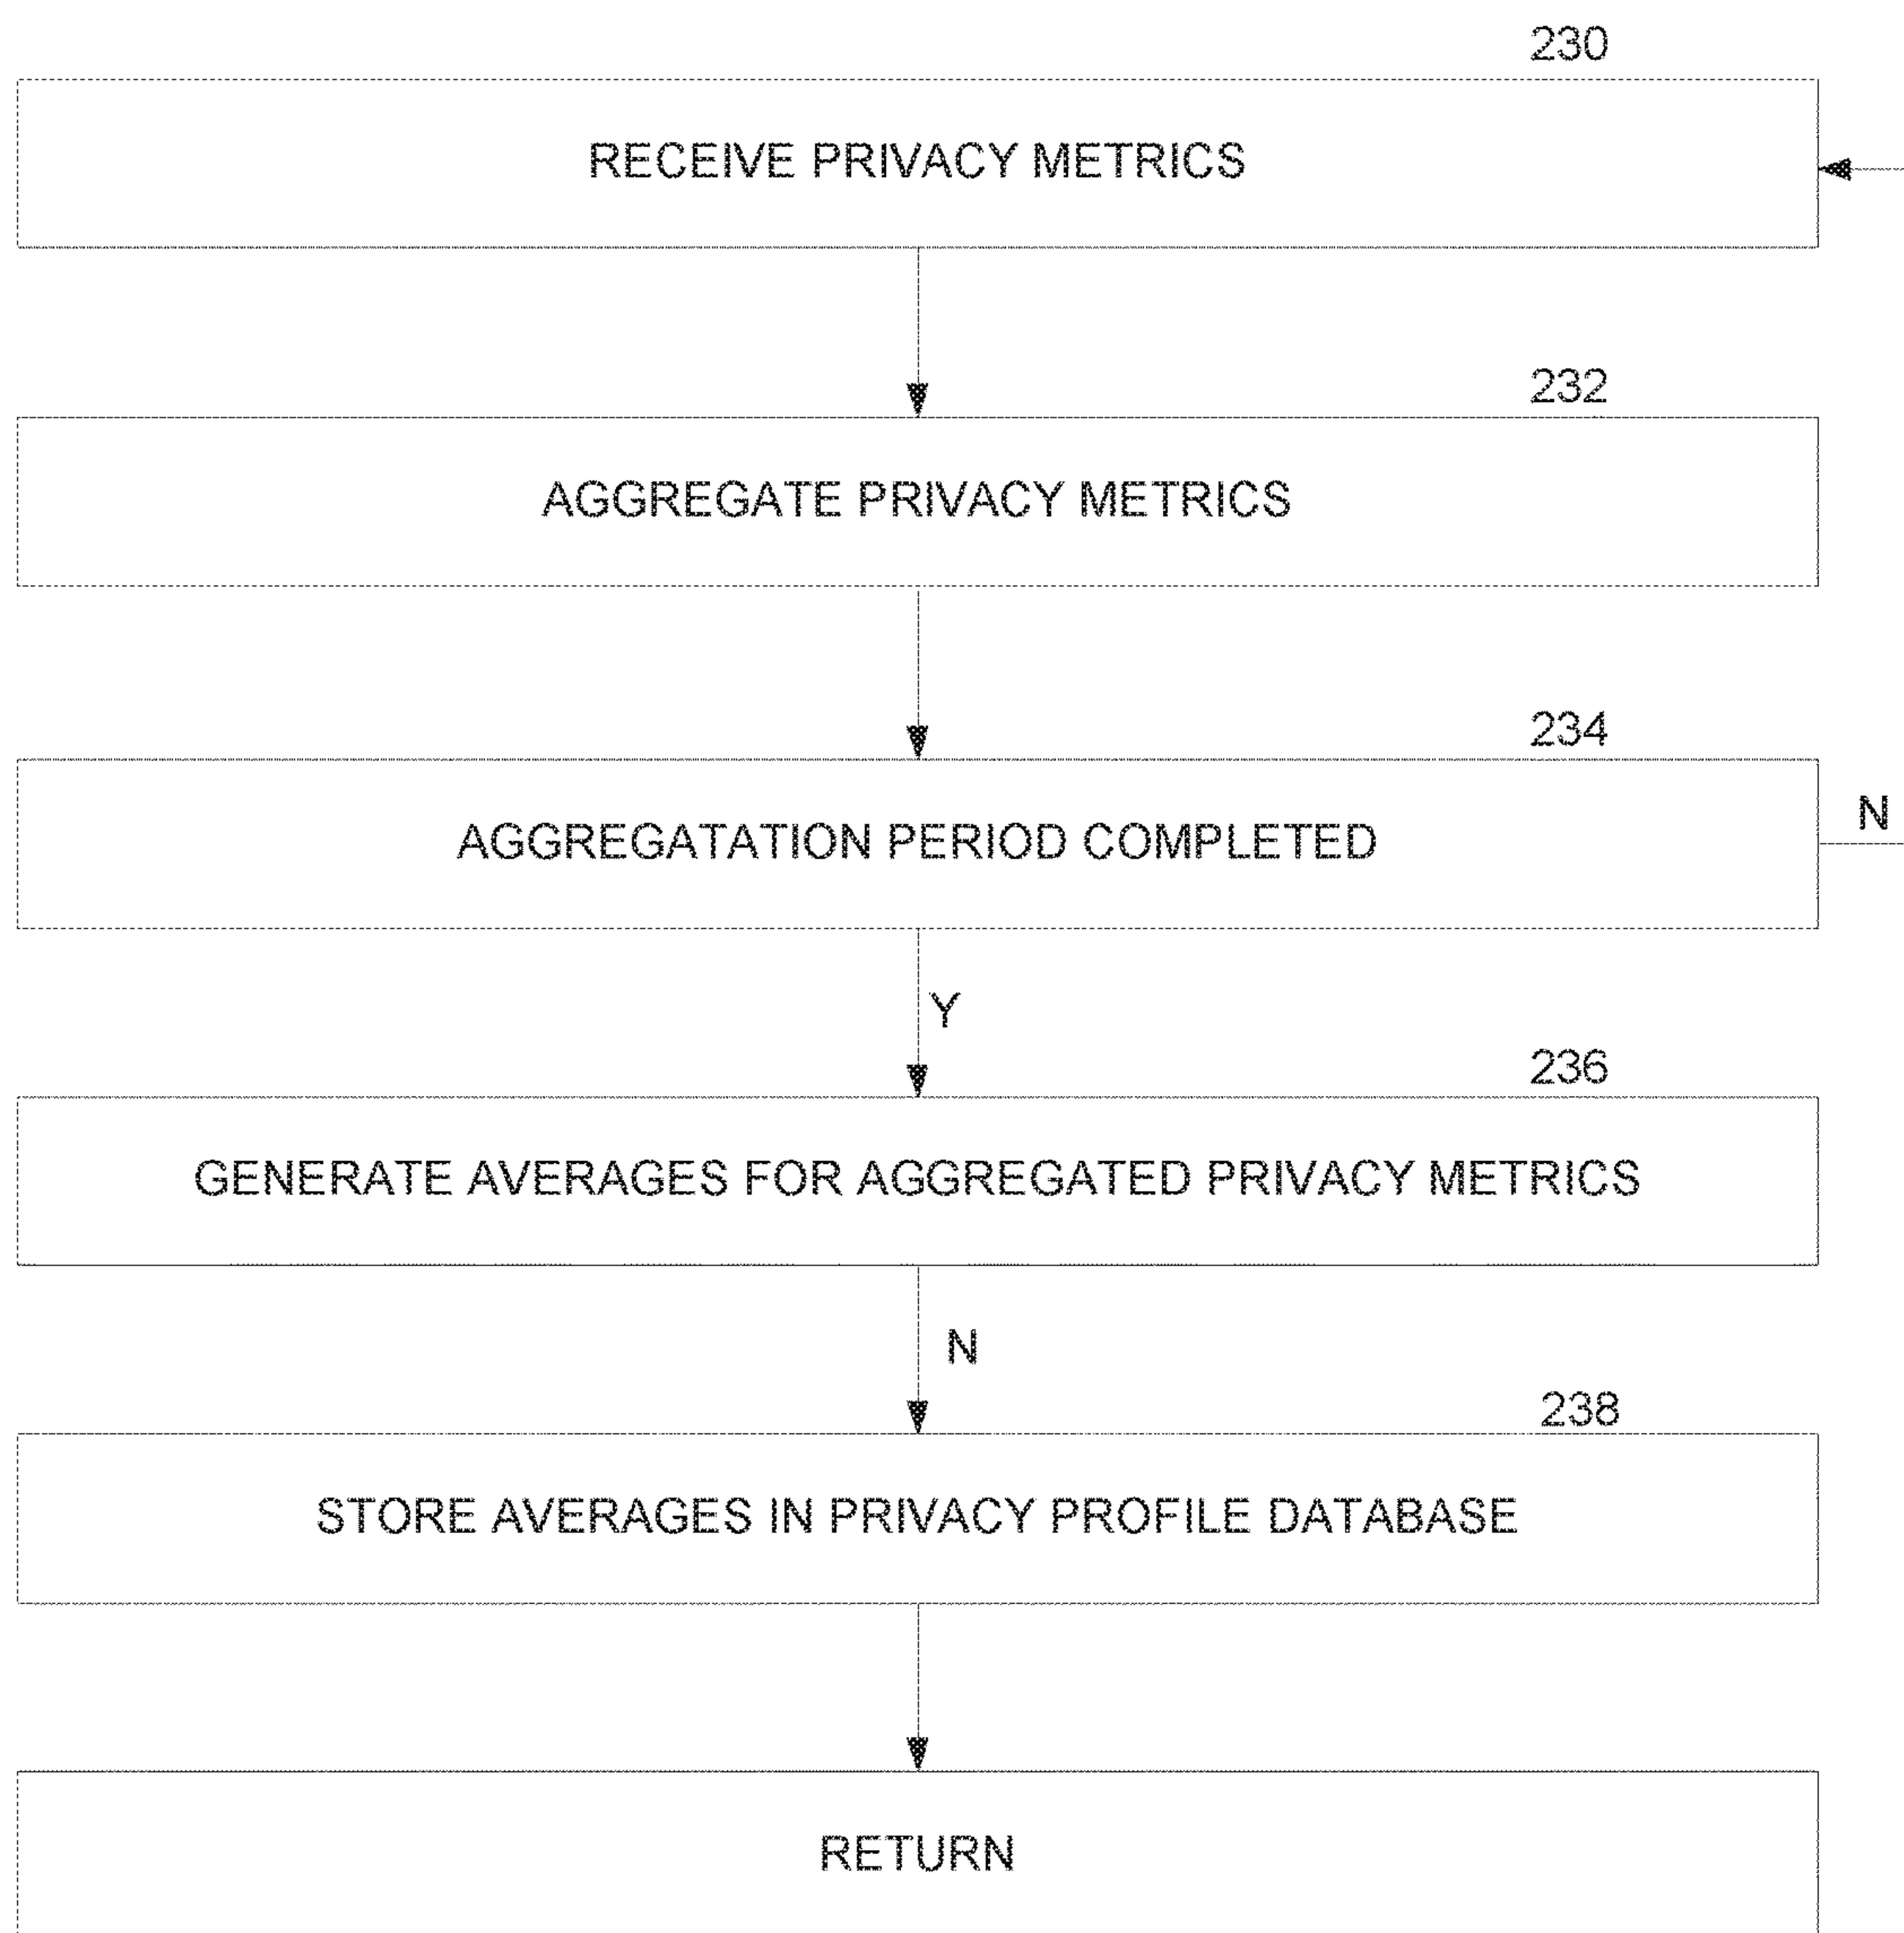 230
RECEIVE PRIVACY METRICS
232
AGGREGATE PRIVACY METRICS
234
AGGREGATATION PERIOD COMPLETED
N
Y
236
GENERATE AVERAGES FOR AGGREGATED PRIVACY METRICS
N
238
STORE AVERAGES IN PRIVACY PROFILE DATABASE
RETURN